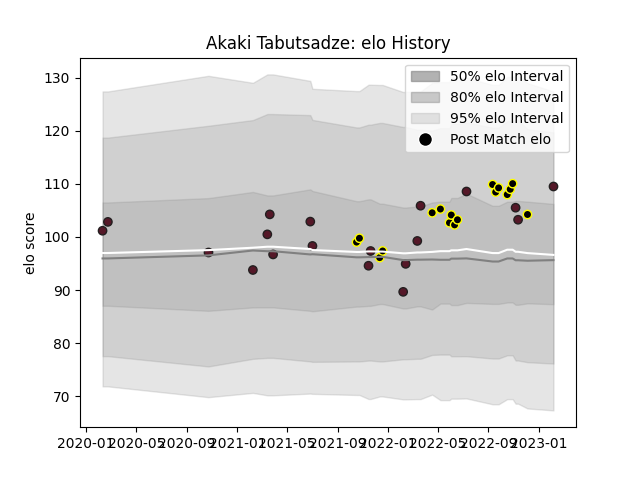 Akaki Tabutsadze: elo History
50% elo Interval
80% elo Interval
95% elo Interval
Post Match elo
elo score
130
120
110
100
90
80
70
2020-01 2020-05 2020-09 2021-01 2021-05 2021-09 2022-01 2022-05 2022-09 2023-01